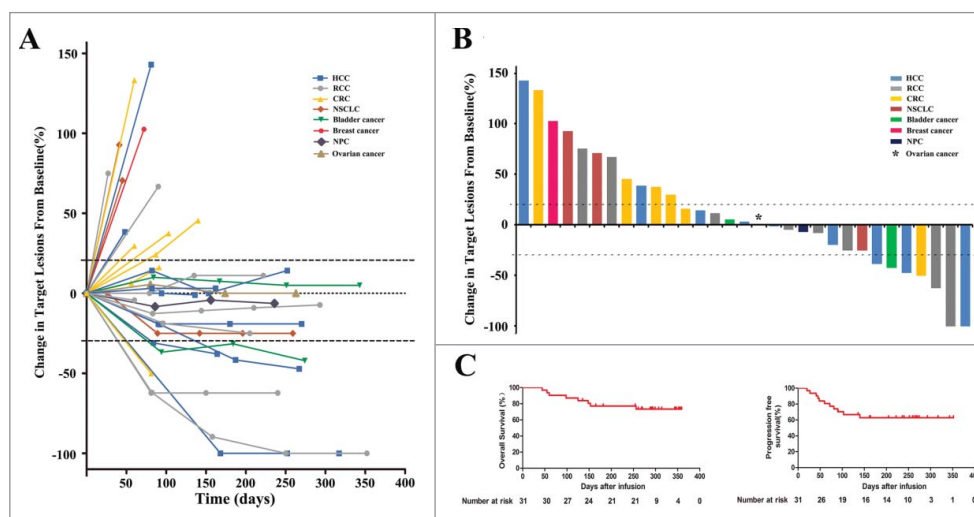 A
Change in Target Lesions From Baseline(%)
150
100
50
0
-50
-100
50 100 150 200 250 300 350 400
Time (days)
HCC
RCC
CRC
NSCLC
Bladder cancer
Breast cancer
NPC
Ovarian cancer
B
Change in Target Lesions From Baseline(%)
150
100
50
0
-50
-100
HCC
RCC
CRC
NSCLC
Bladder cancer
Breast cancer
NPC
* Ovarian cancer
*
C
Overall Survival (%)
100
80
60
40
20
0
0 50 100 150 200 250 300 350 400
Days after infusion
Number at risk 31 30 27 24 21 21 9 4 0
Progression free
survival(%)
100
80
60
40
20
0
0 50 100 150 200 250 300 350 400
Days after infusion
Number at risk 31 26 19 16 14 10 3 1 0